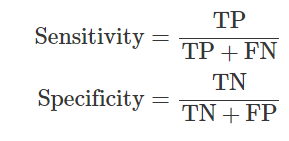 Sensitivity = TP / TP + FN
Specificity = TN / TN + FP